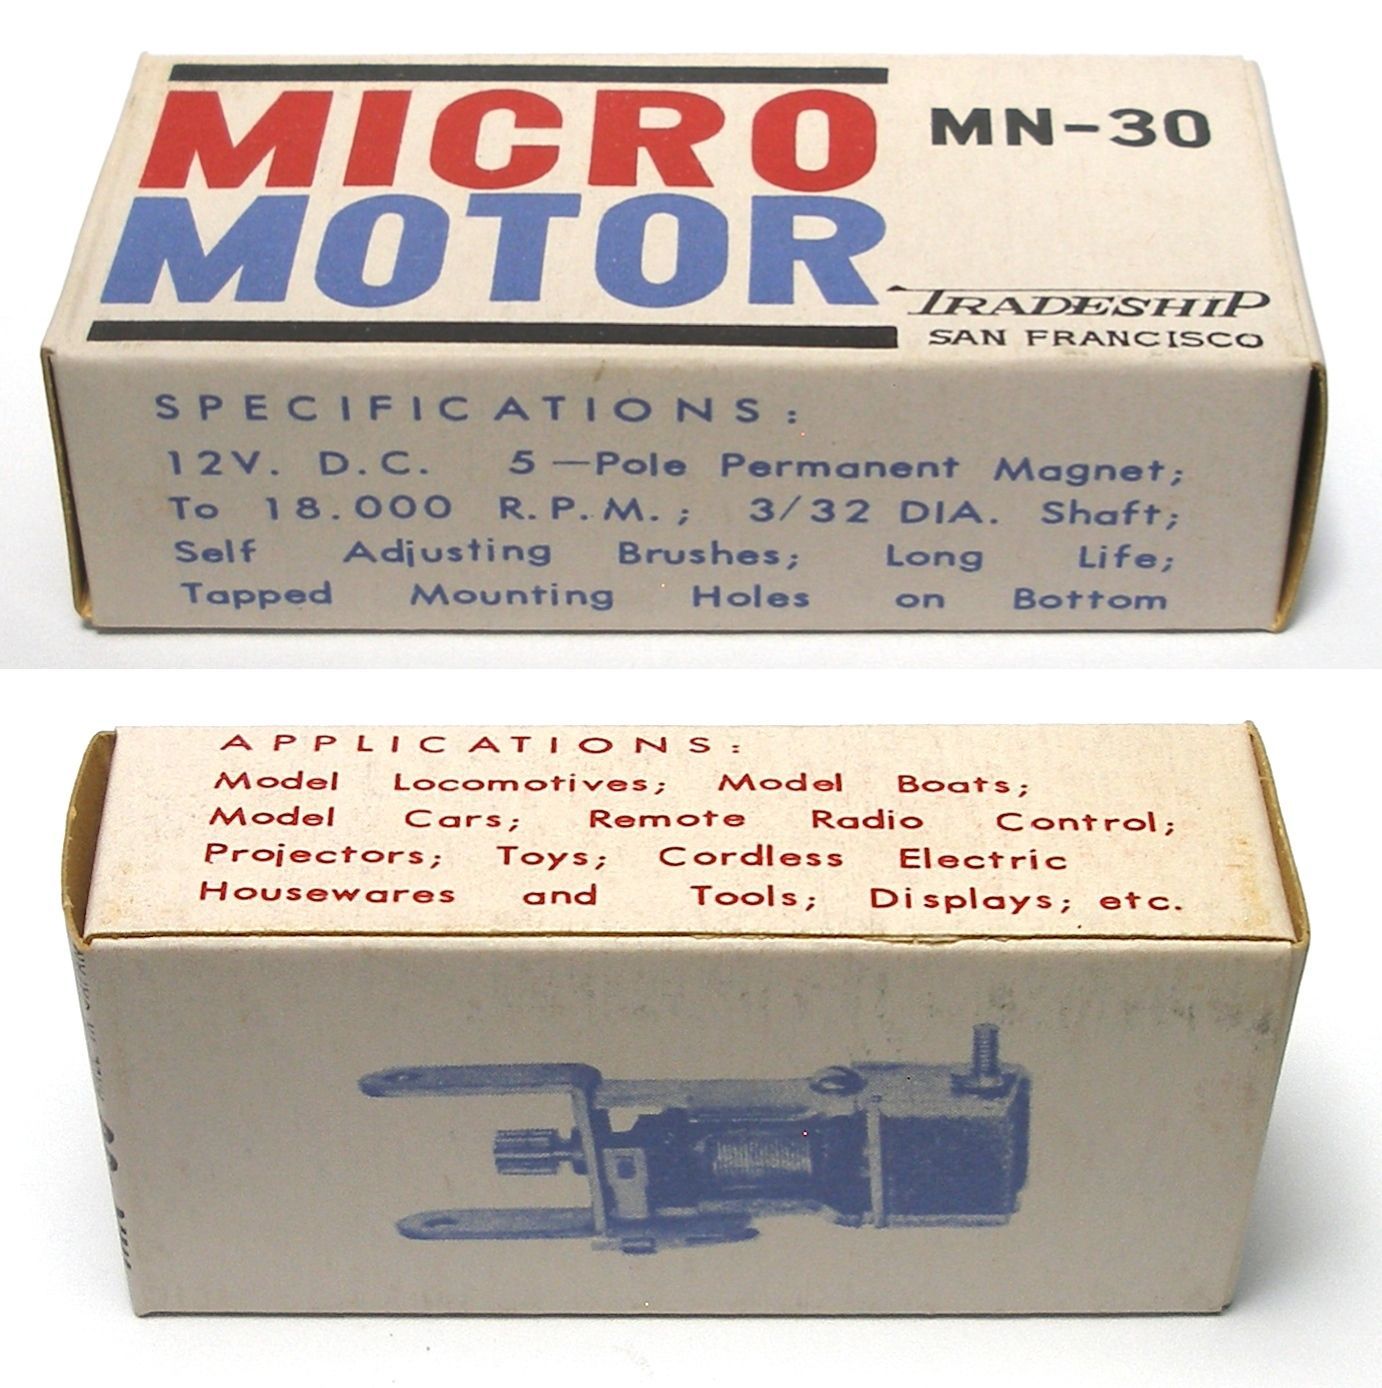 MICRO
MOTOR
MN-30
TRADESHIP
SAN FRANCISCO
SPECIFICATIONS:
12V. D.C. 5—Pole Permanent Magnet;
To 18.000 R.P.M.; 3/32 DIA. Shaft;
Self Adjusting Brushes; Long Life;
Tapped Mounting Holes on Bottom
APPLICATIONS:
Model Locomotives; Model Boats;
Model Cars; Remote Radio Control;
Projectors; Toys; Cordless Electric
Housewares and Tools; Displays; etc.